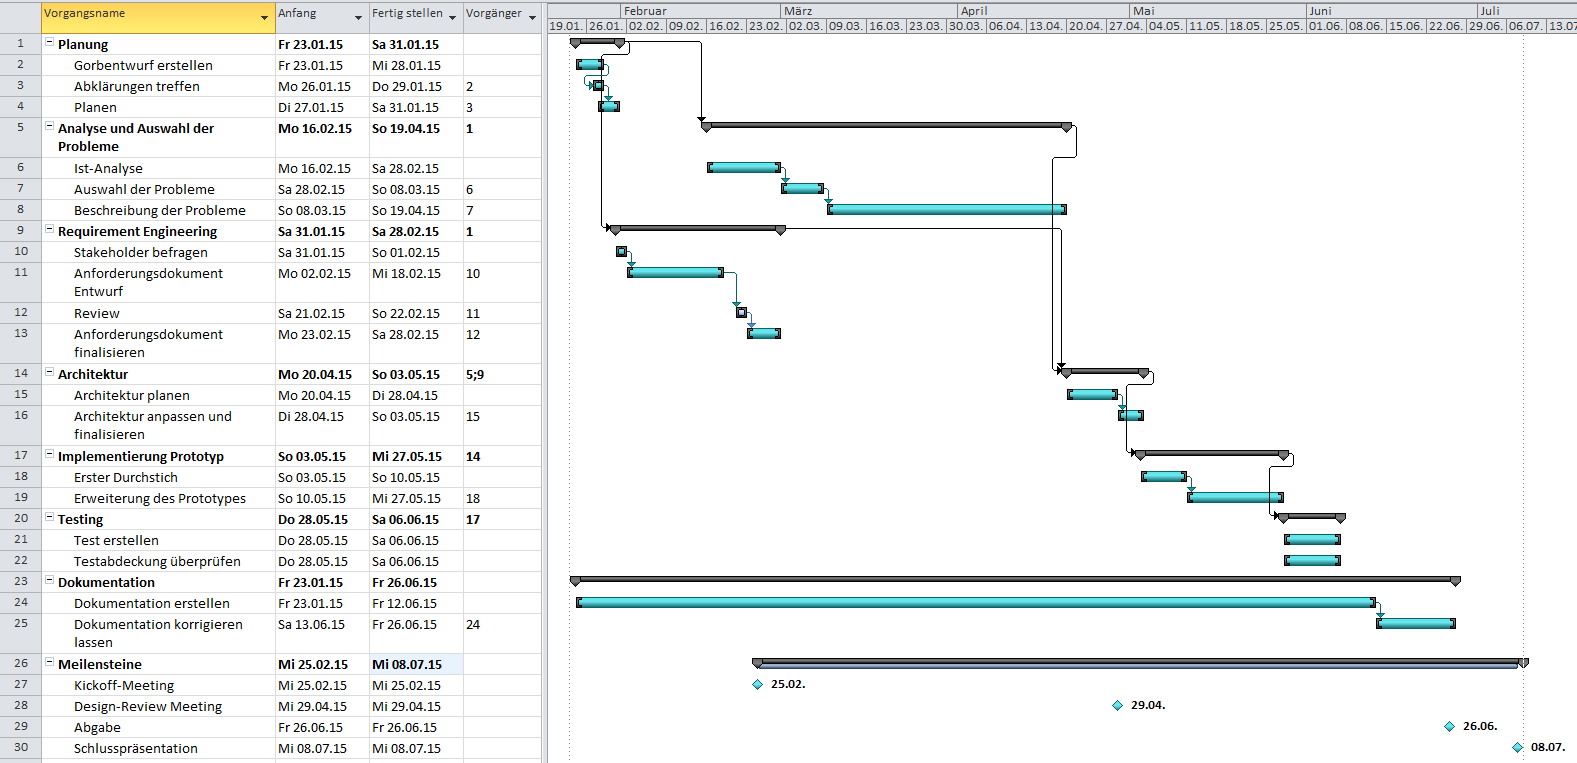 Vorgangsname Anfang Fertig stellen Vorgänger
Februar März April Mai Juni Juli
19.01. 26.01. 02.02. 09.02. 16.02. 23.02. 02.03. 09.03. 16.03. 23.03. 30.03. 06.04. 13.04. 20.04. 27.04. 04.05. 11.05. 18.05. 25.05. 01.06. 08.06. 15.06. 22.06. 29.06. 06.07. 13.07
1 Planung Fr 23.01.15 Sa 31.01.15
2 Gorbentwurf erstellen Fr 23.01.15 Mi 28.01.15
3 Abklärungen treffen Mo 26.01.15 Do 29.01.15 2
4 Planen Di 27.01.15 Sa 31.01.15 3
5 Analyse und Auswahl der Mo 16.02.15 So 19.04.15 1
Probleme
6 Ist-Analyse Mo 16.02.15 Sa 28.02.15
7 Auswahl der Probleme Sa 28.02.15 So 08.03.15 6
8 Beschreibung der Probleme So 08.03.15 So 19.04.15 7
9 Requirement Engineering Sa 31.01.15 Sa 28.02.15 1
10 Stakeholder befragen Sa 31.01.15 So 01.02.15
11 Anforderungsdokument Mo 02.02.15 Mi 18.02.15 10
Entwurf
12 Review Sa 21.02.15 So 22.02.15 11
13 Anforderungsdokument Mo 23.02.15 Sa 28.02.15 12
finalisieren
14 Architektur Mo 20.04.15 So 03.05.15 5;9
15 Architektur planen Mo 20.04.15 Di 28.04.15
16 Architektur anpassen und Di 28.04.15 So 03.05.15 15
finalisieren
17 Implementierung Prototyp So 03.05.15 Mi 27.05.15 14
18 Erster Durchstich So 03.05.15 So 10.05.15
19 Erweiterung des Prototypes So 10.05.15 Mi 27.05.15 18
20 Testing Do 28.05.15 Sa 06.06.15 17
21 Test erstellen Do 28.05.15 Sa 06.06.15
22 Testabdeckung überprüfen Do 28.05.15 Sa 06.06.15
23 Dokumentation Fr 23.01.15 Fr 26.06.15
24 Dokumentation erstellen Fr 23.01.15 Fr 12.06.15
25 Dokumentation korrigieren Sa 13.06.15 Fr 26.06.15 24
lassen
26 Meilensteine Mi 25.02.15 Mi 08.07.15
27 Kickoff-Meeting Mi 25.02.15 Mi 25.02.15 25.02.
28 Design-Review Meeting Mi 29.04.15 Mi 29.04.15 29.04.
29 Abgabe Fr 26.06.15 Fr 26.06.15 26.06.
30 Schlusspräsentation Mi 08.07.15 Mi 08.07.15 08.07.